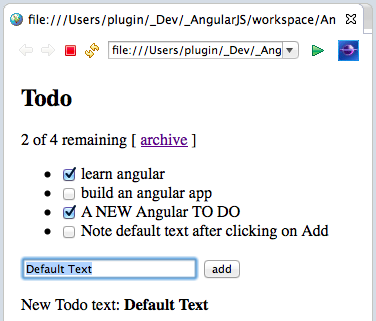 file:///Users/plugin/_Dev/_AngularJS/workspace/An
file:///Users/plugin/_Dev/_Ang
Todo
2 of 4 remaining [ archive ]
learn angular
build an angular app
A NEW Angular TO DO
Note default text after clicking on Add
Default Text
add
New Todo text: Default Text